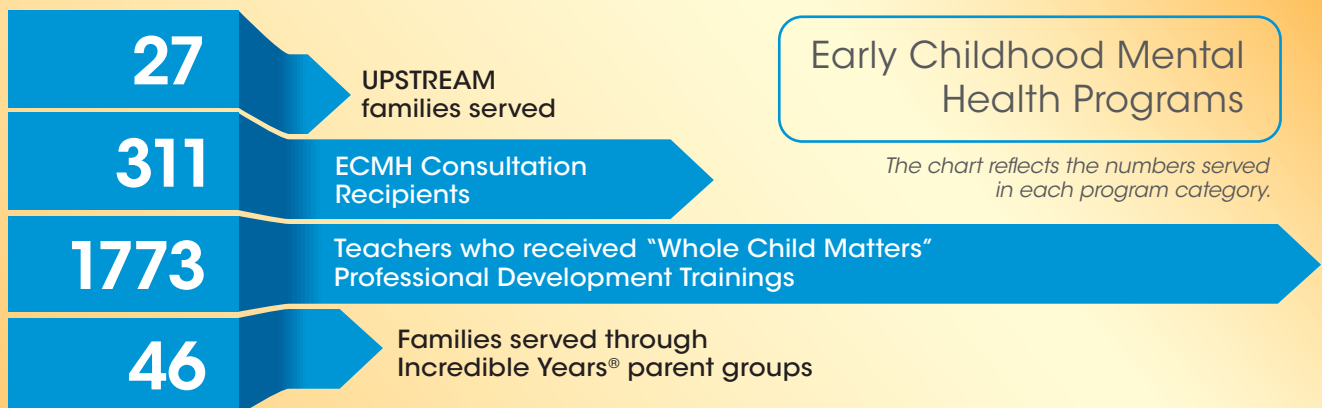 Early Childhood Mental
Health Programs
The chart reflects the numbers served
in each program category.
27
UPSTREAM
families served
311
ECMH Consultation
Recipients
1773
Teachers who received “Whole Child Matters”
Professional Development Trainings
46
Families served through
Incredible Years® parent groups